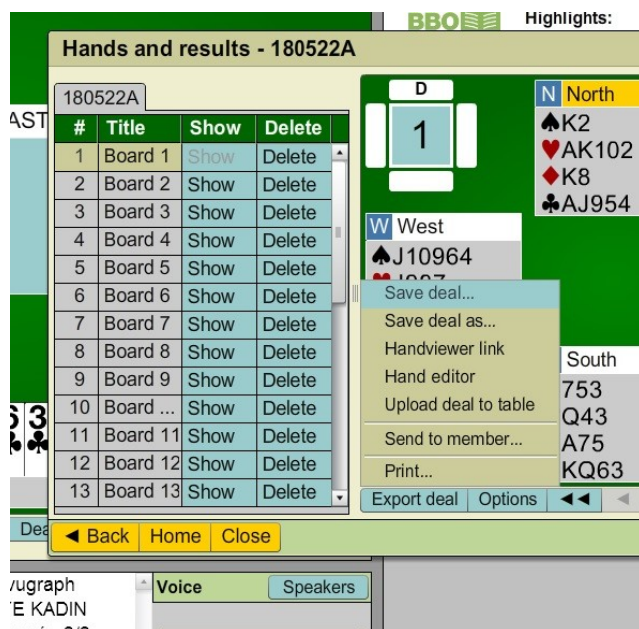 BBO
Highlights:
Hands and results - 180522A
180522A
# Title Show Delete
1 Board 1 Show Delete
2 Board 2 Show Delete
3 Board 3 Show Delete
4 Board 4 Show Delete
5 Board 5 Show Delete
6 Board 6 Show Delete
7 Board 7 Show Delete
8 Board 8 Show Delete
9 Board 9 Show Delete
10 Board ... Show Delete
11 Board 11 Show Delete
12 Board 12 Show Delete
13 Board 13 Show Delete
D
1
N North
♠K2
♥AK102
♦K8
♣AJ954
W West
♠J10964
Save deal...
Save deal as...
Handviewer link
Hand editor
Upload deal to table
Send to member...
Print...
South
753
Q43
A75
KQ63
Export deal Options ◄◄ ◄
◄ Back Home Close
AST
3
♣
Dea
vugraph
E KADIN
Voice Speakers